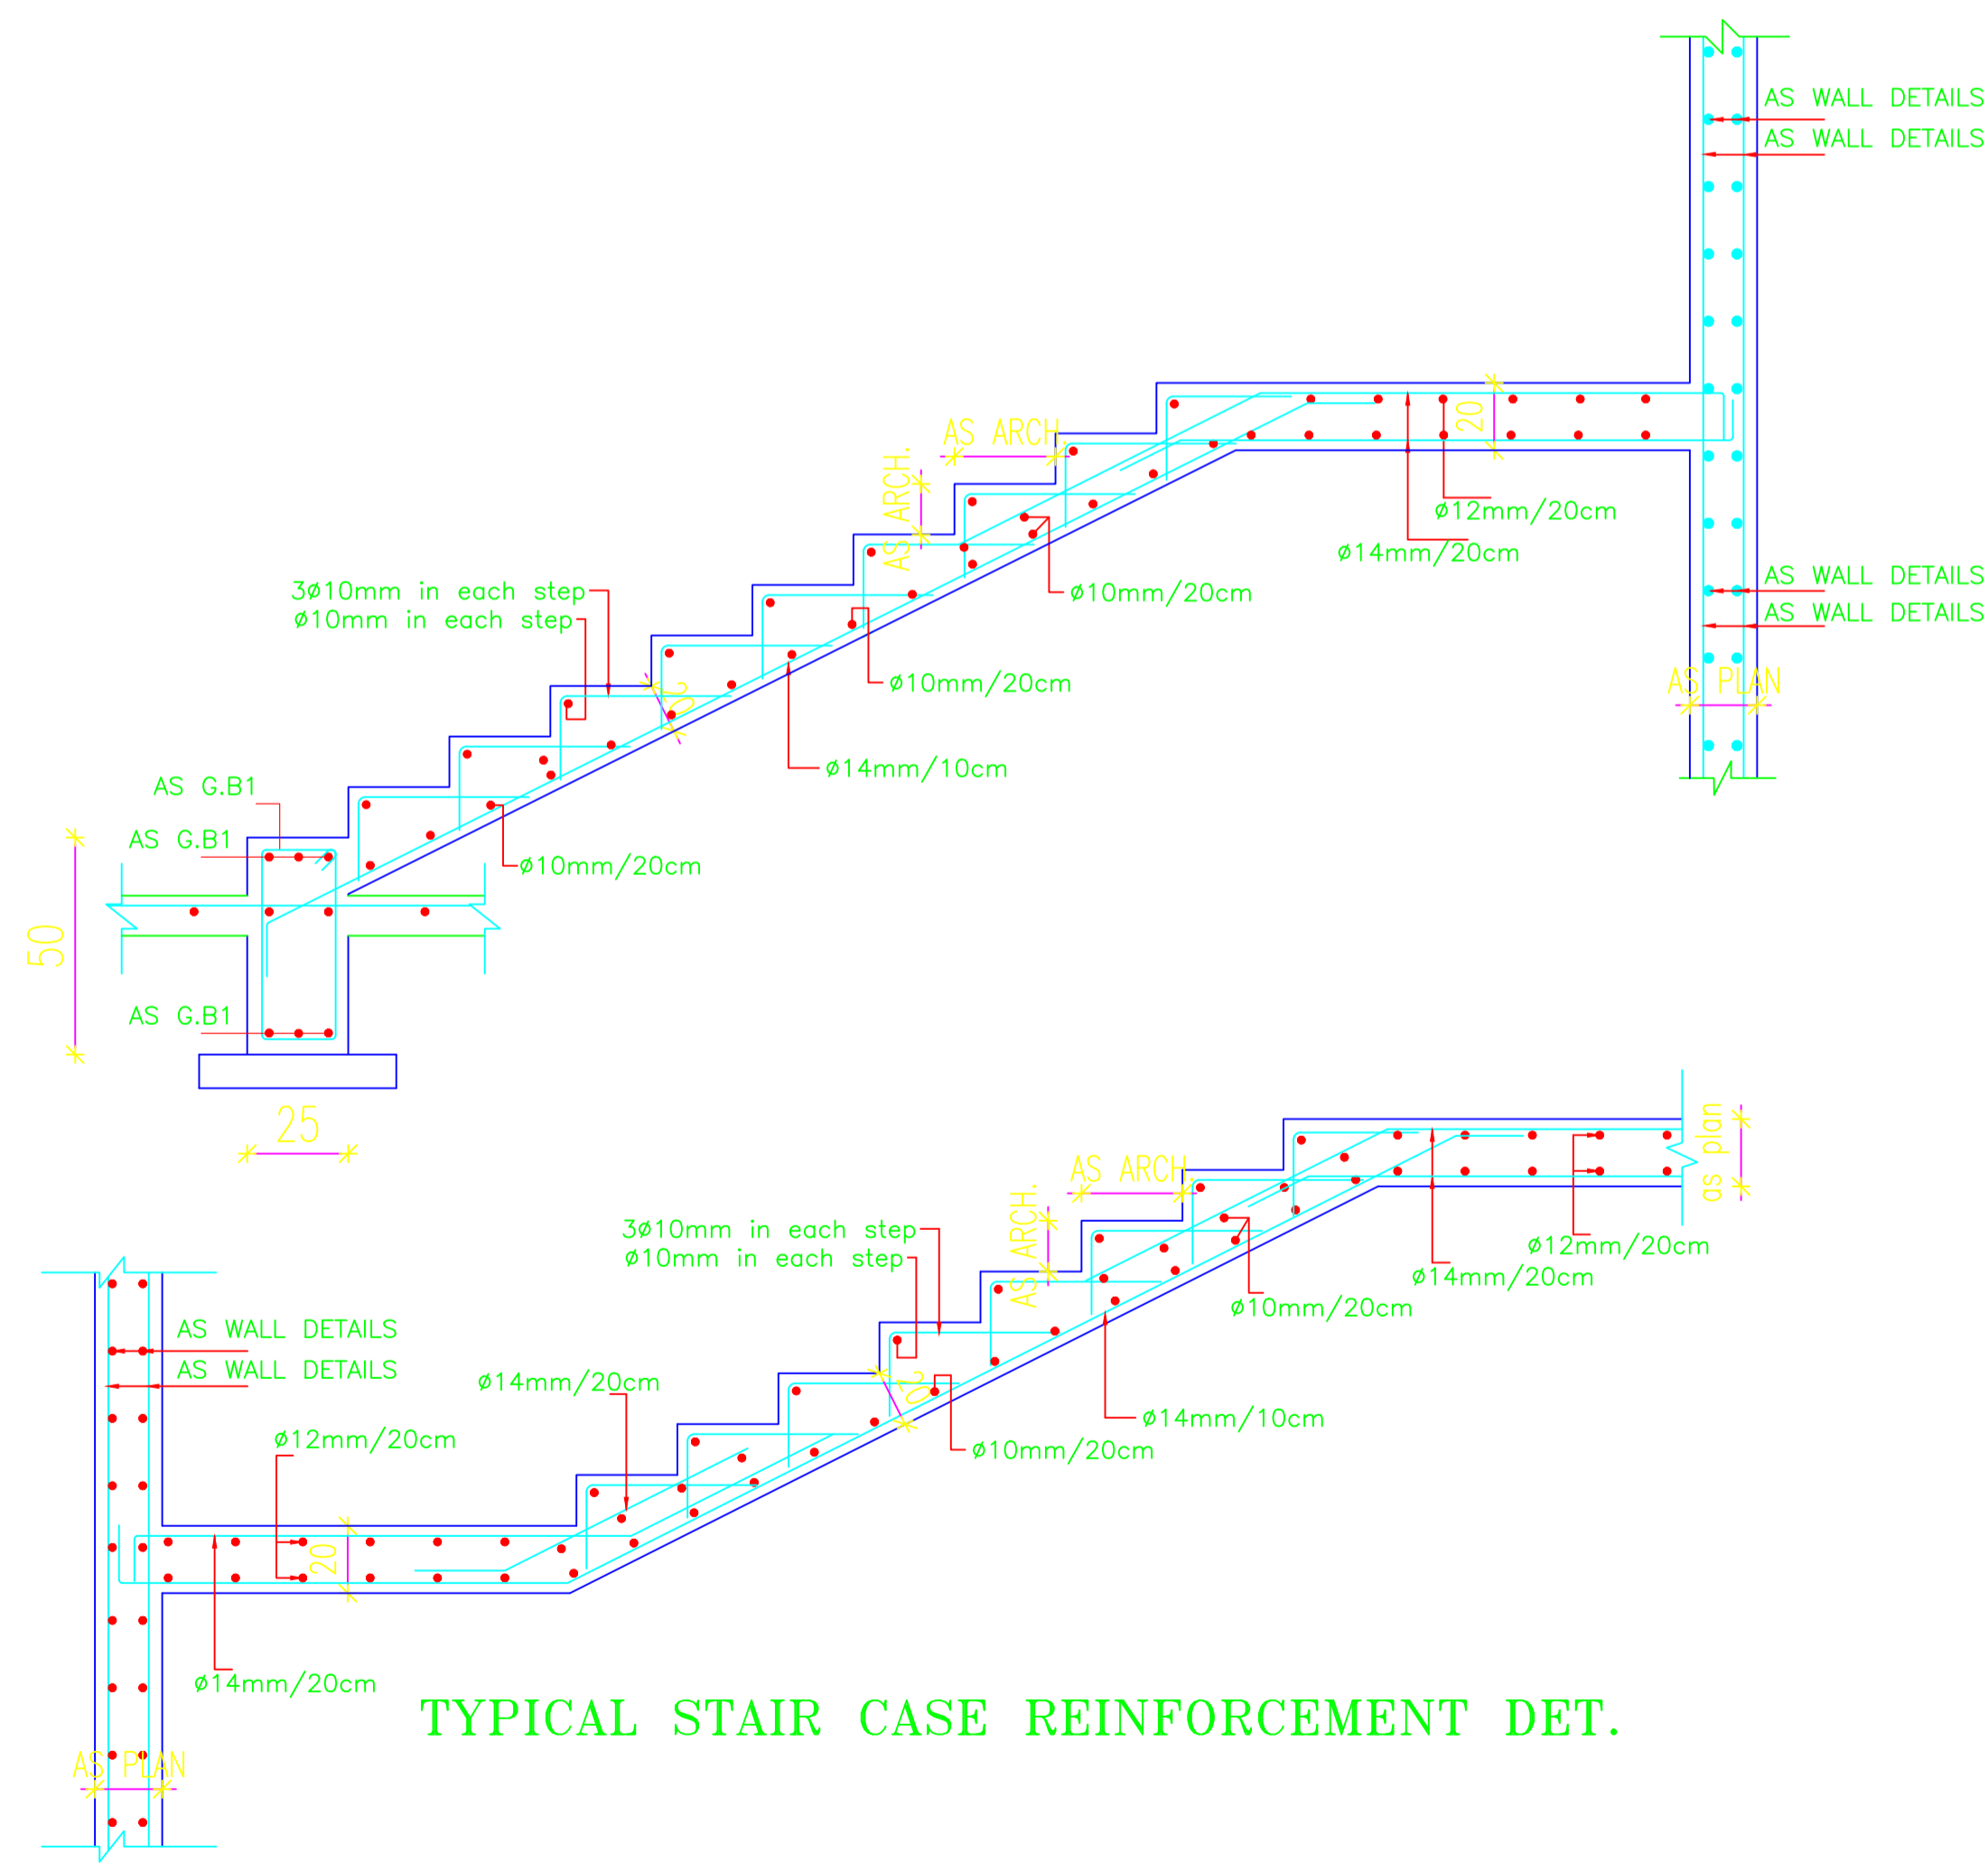 AS WALL DETAILS
AS WALL DETAILS
20
AS ARCH.
AS ARCH.
ø12mm/20cm
ø14mm/20cm
3ø10mm in each step
ø10mm in each step
ø10mm/20cm
AS WALL DETAILS
AS WALL DETAILS
AS PLAN
20
ø10mm/20cm
ø14mm/10cm
AS G.B1
AS G.B1
ø10mm/20cm
50
AS G.B1
25
as plan
AS ARCH.
AS ARCH.
3ø10mm in each step
ø10mm in each step
ø12mm/20cm
ø14mm/20cm
ø10mm/20cm
AS WALL DETAILS
AS WALL DETAILS
ø14mm/20cm
20
ø14mm/10cm
ø12mm/20cm
ø10mm/20cm
20
ø14mm/20cm
TYPICAL STAIR CASE REINFORCEMENT DET.
AS PLAN